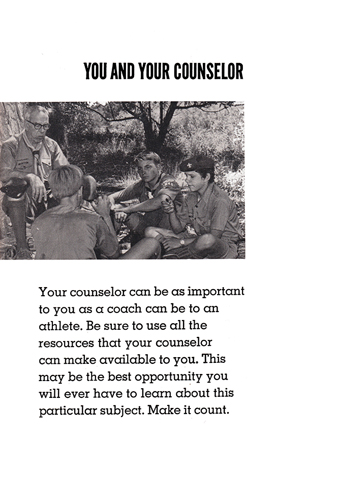 YOU AND YOUR COUNSELOR
Your counselor can be as important
to you as a coach can be to an
athlete. Be sure to use all the
resources that your counselor
can make available to you. This
may be the best opportunity you
will ever have to learn about this
particular subject. Make it count.